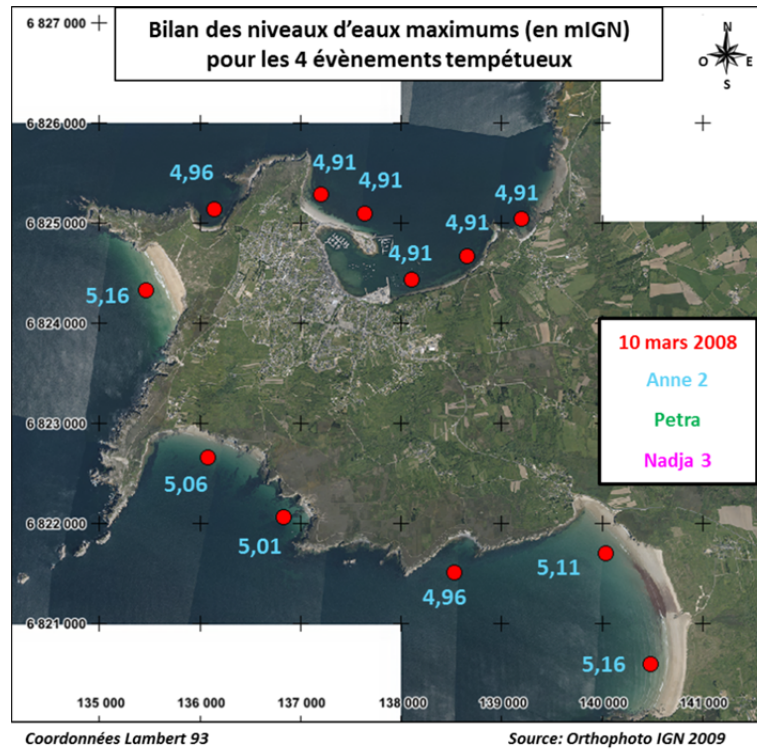 Bilan des niveaux d'eaux maximums (en mIGN)
pour les 4 évènements tempétueux
N
O E
S
6 827 000
6 826 000
6 825 000
6 824 000
6 823 000
6 822 000
6 821 000
4,96
4,91
4,91
4,91
4,91
4,91
5,16
10 mars 2008
Anne 2
Petra
Nadja 3
5,06
5,01
4,96
5,11
5,16
135 000
136 000
137 000
138 000
139 000
140 000
141 000
Coordonnées Lambert 93
Source: Orthophoto IGN 2009